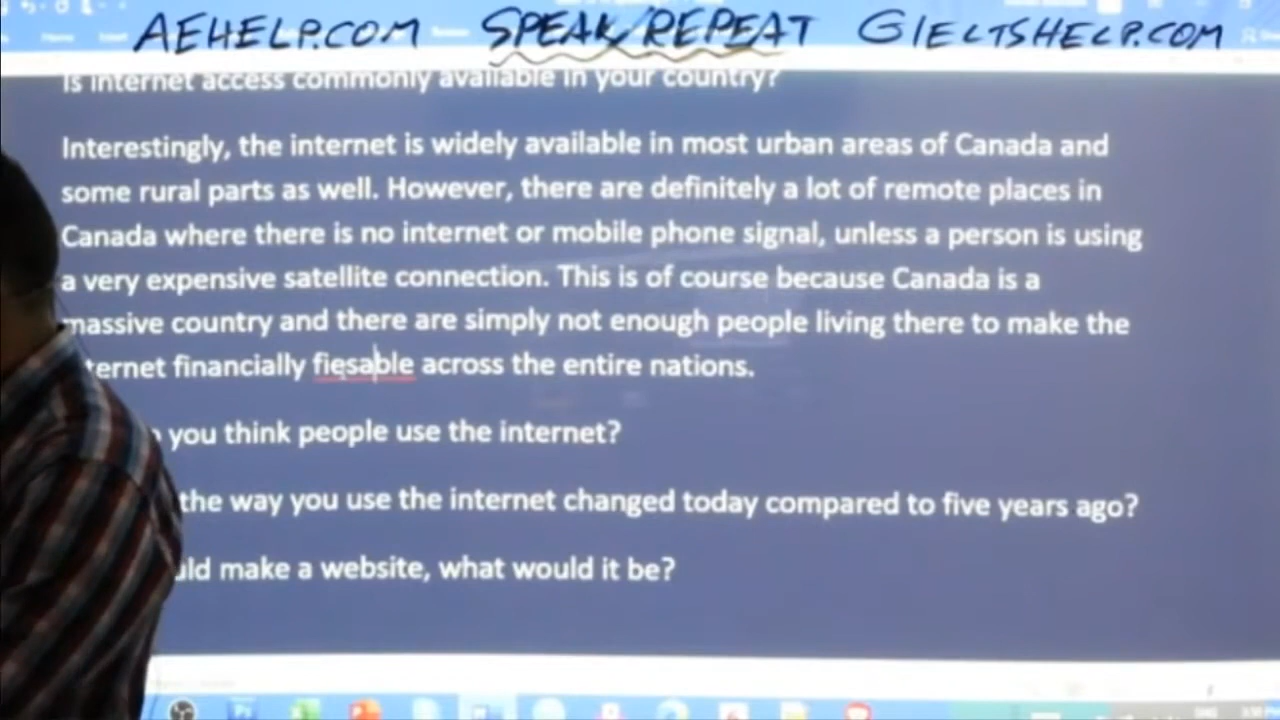 AEHELP.COM SPEAK/REPEAT GIELTSHELP.COM
Is internet access commonly available in your country?
Interestingly, the internet is widely available in most urban areas of Canada and
some rural parts as well. However, there are definitely a lot of remote places in
Canada where there is no internet or mobile phone signal, unless a person is using
a very expensive satellite connection. This is of course because Canada is a
massive country and there are simply not enough people living there to make the
ternet financially fiesable across the entire nations.
you think people use the internet?
the way you use the internet changed today compared to five years ago?
uld make a website, what would it be?